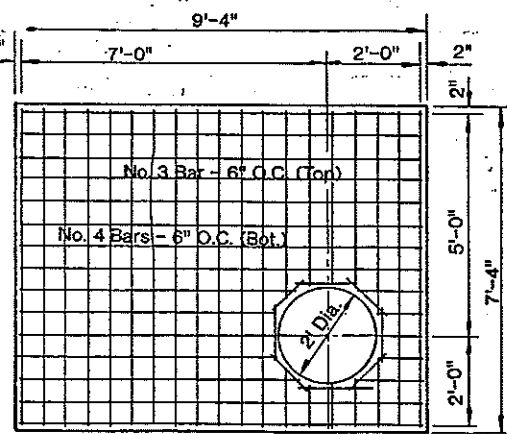 9'-4"
7'-0"
2'-0"
2"
2"
No. 3 Bar - 6" O.C. (Top)
No. 4 Bars - 6" O.C. (Bot.)
5'-0"
7'-4"
2' Dia.
2'-0"